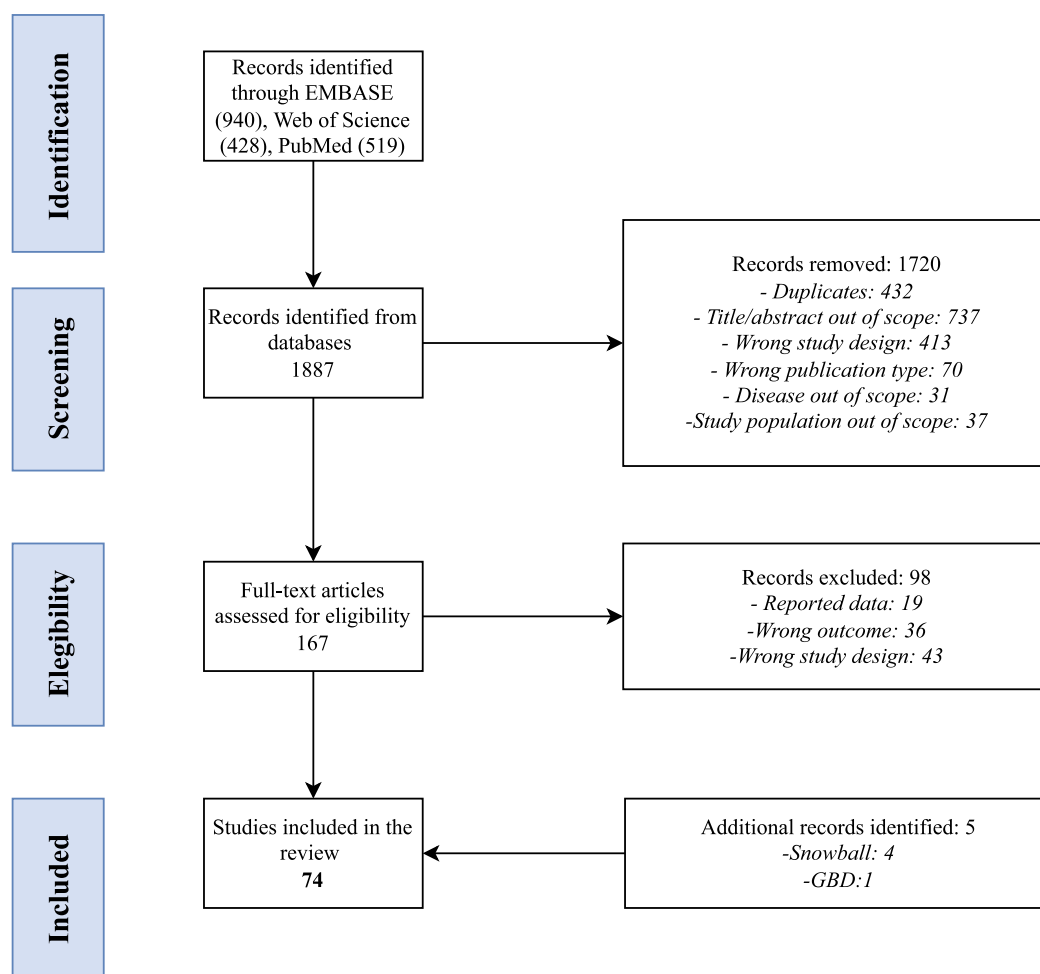 Identification
Records identified
through EMBASE
(940), Web of Science
(428), PubMed (519)
Screening
Records identified from
databases
1887
Records removed: 1720
- Duplicates: 432
- Title/abstract out of scope: 737
- Wrong study design: 413
- Wrong publication type: 70
- Disease out of scope: 31
-Study population out of scope: 37
Elegibility
Full-text articles
assessed for eligibility
167
Records excluded: 98
- Reported data: 19
-Wrong outcome: 36
-Wrong study design: 43
Included
Studies included in the
review
74
Additional records identified: 5
-Snowball: 4
-GBD:1